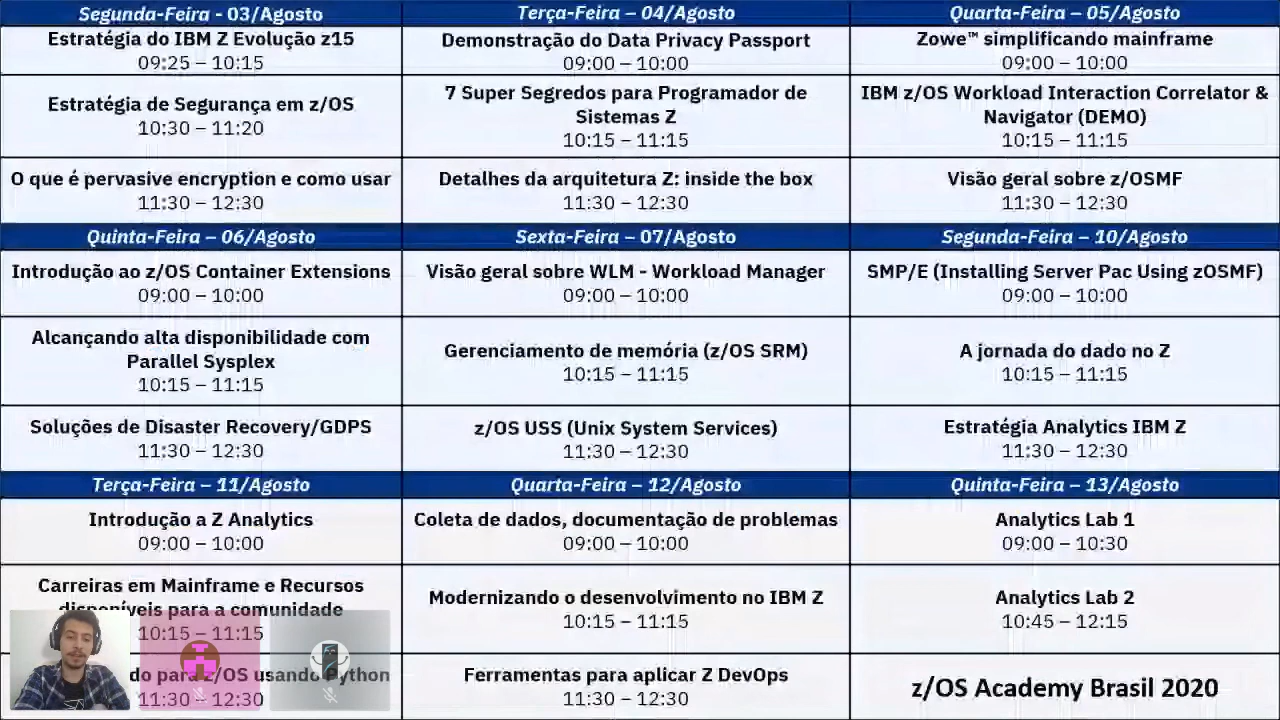 Segunda-Feira - 03/Agosto
Estratégia do IBM Z Evolução z15
09:25 – 10:15
Estratégia de Segurança em z/OS
10:30 – 11:20
O que é pervasive encryption e como usar
11:30 – 12:30
Terça-Feira – 04/Agosto
Demonstração do Data Privacy Passport
09:00 – 10:00
7 Super Segredos para Programador de
Sistemas Z
10:15 – 11:15
Detalhes da arquitetura Z: inside the box
11:30 – 12:30
Quarta-Feira – 05/Agosto
Zowe™ simplificando mainframe
09:00 – 10:00
IBM z/OS Workload Interaction Correlator &
Navigator (DEMO)
10:15 – 11:15
Visão geral sobre z/OSMF
11:30 – 12:30
Quinta-Feira – 06/Agosto
Introdução ao z/OS Container Extensions
09:00 – 10:00
Alcançando alta disponibilidade com
Parallel Sysplex
10:15 – 11:15
Soluções de Disaster Recovery/GDPS
11:30 – 12:30
Sexta-Feira – 07/Agosto
Visão geral sobre WLM - Workload Manager
09:00 – 10:00
Gerenciamento de memória (z/OS SRM)
10:15 – 11:15
z/OS USS (Unix System Services)
11:30 – 12:30
Segunda-Feira – 10/Agosto
SMP/E (Installing Server Pac Using zOSMF)
09:00 – 10:00
A jornada do dado no Z
10:15 – 11:15
Estratégia Analytics IBM Z
11:30 – 12:30
Terça-Feira – 11/Agosto
Introdução a Z Analytics
09:00 – 10:00
Carreiras em Mainframe e Recursos
disponíveis para a comunidade
10:15 – 11:15
para z/OS usando Python
11:30 – 12:30
Quarta-Feira – 12/Agosto
Coleta de dados, documentação de problemas
09:00 – 10:00
Modernizando o desenvolvimento no IBM Z
10:15 – 11:15
Ferramentas para aplicar Z DevOps
11:30 – 12:30
Quinta-Feira – 13/Agosto
Analytics Lab 1
09:00 – 10:30
Analytics Lab 2
10:45 – 12:15
z/OS Academy Brasil 2020